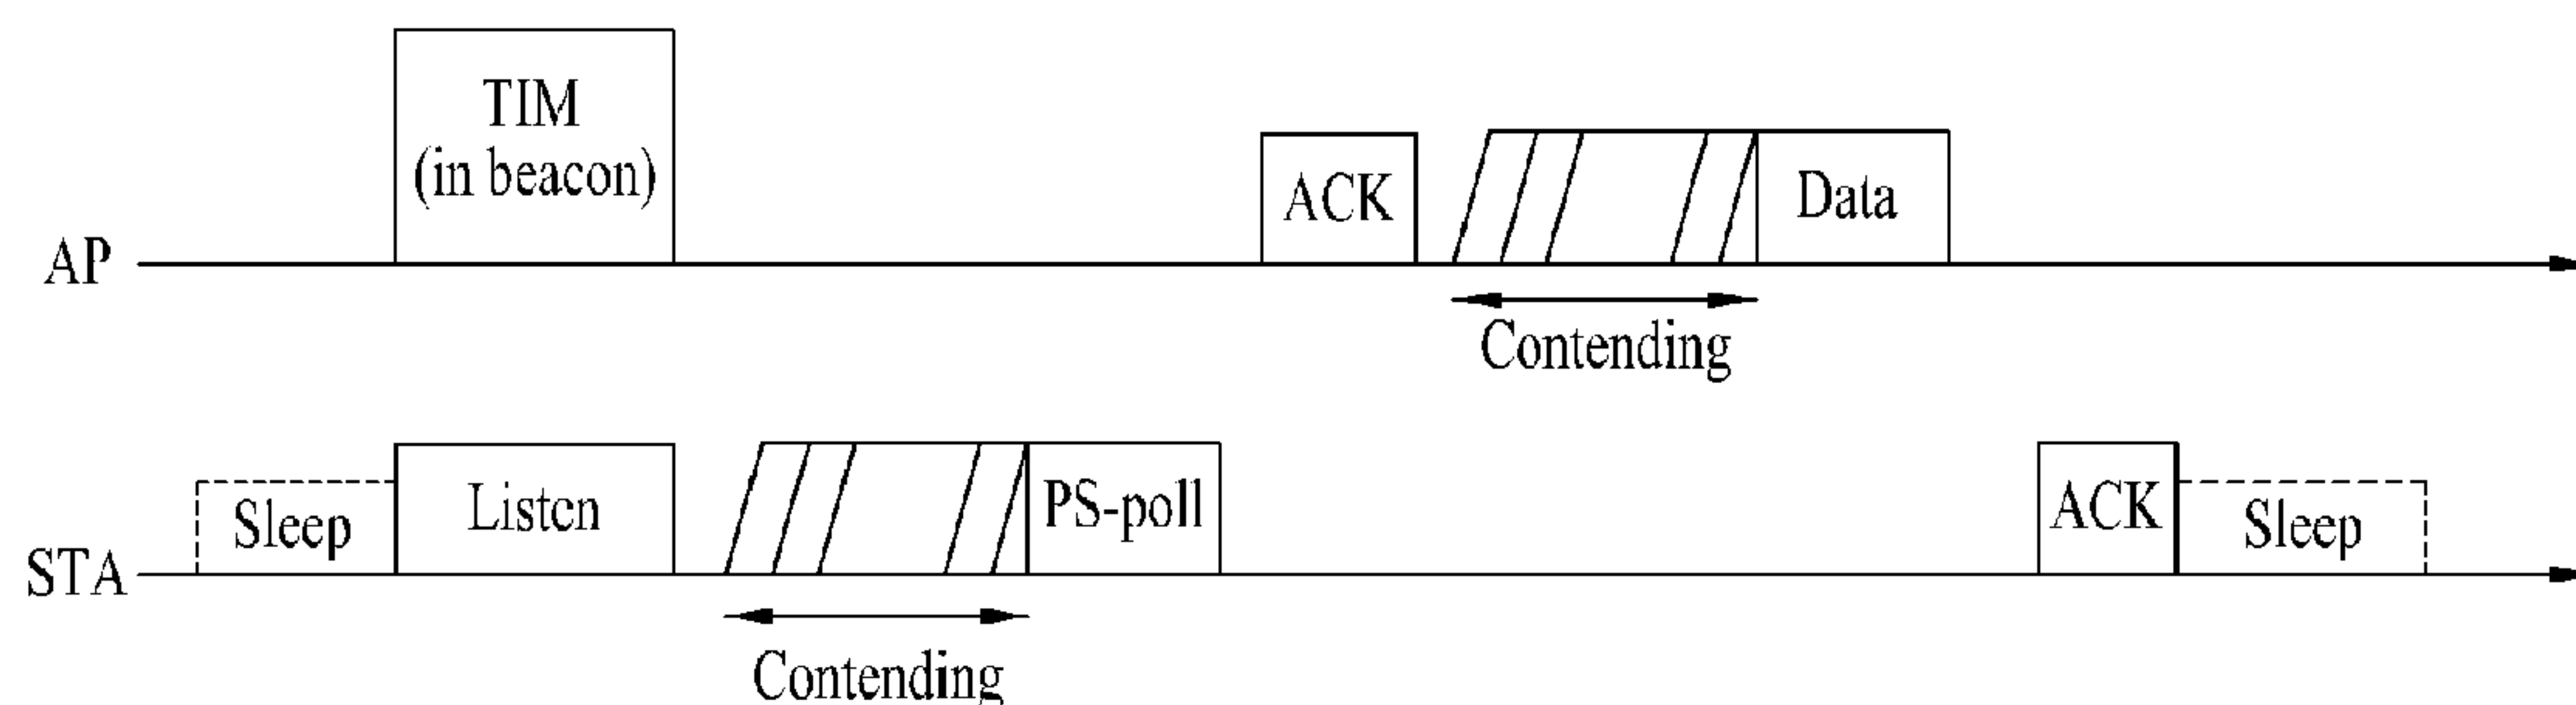 TIM
(in beacon)
ACK
Data
AP
Contending
Sleep
Listen
PS-poll
ACK
Sleep
STA
Contending